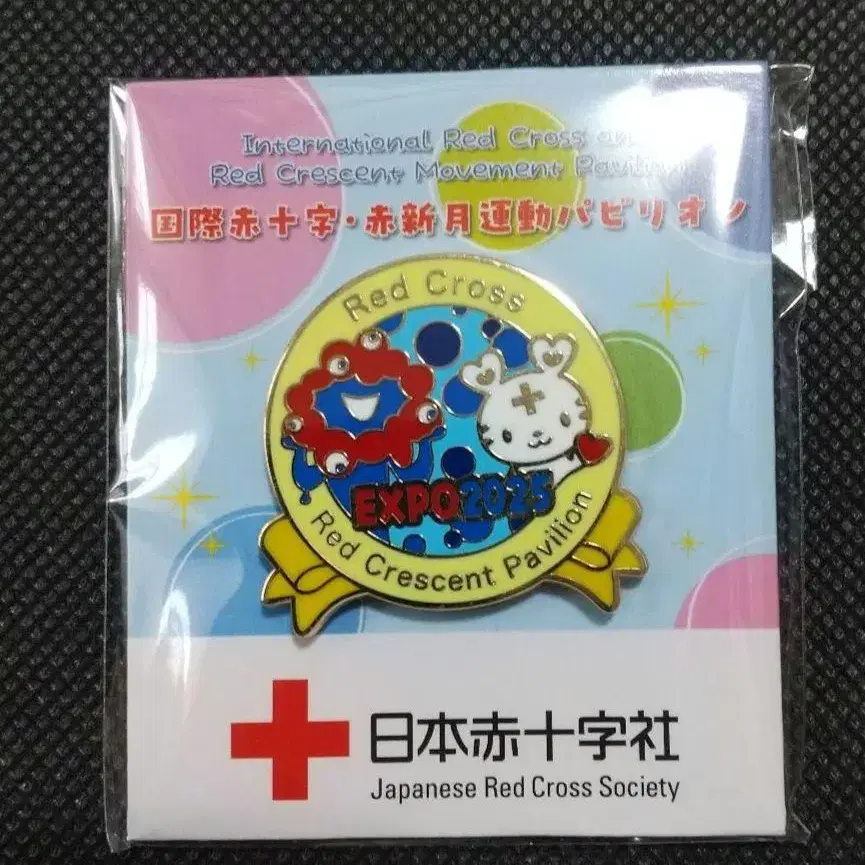 International Red Cross an
Red Crescent Movement Pavilion
国際赤十字・赤新月運動パビリオン
Red Cross
EXPO2025
Red Crescent Pavilion
日本赤十字社
Japanese Red Cross Society